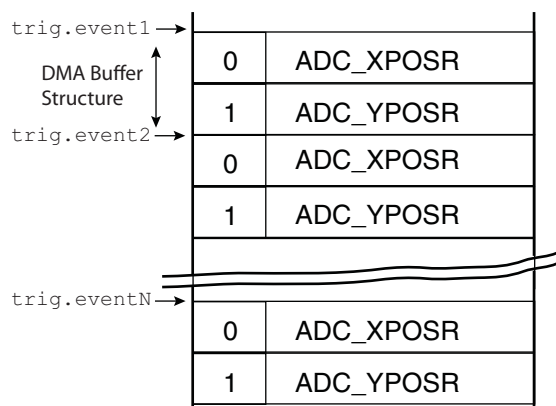 trig.event1
0 ADC_XPOSR
DMA Buffer
Structure
1 ADC_YPOSR
trig.event2
0 ADC_XPOSR
1 ADC_YPOSR
trig.eventN
0 ADC_XPOSR
1 ADC_YPOSR